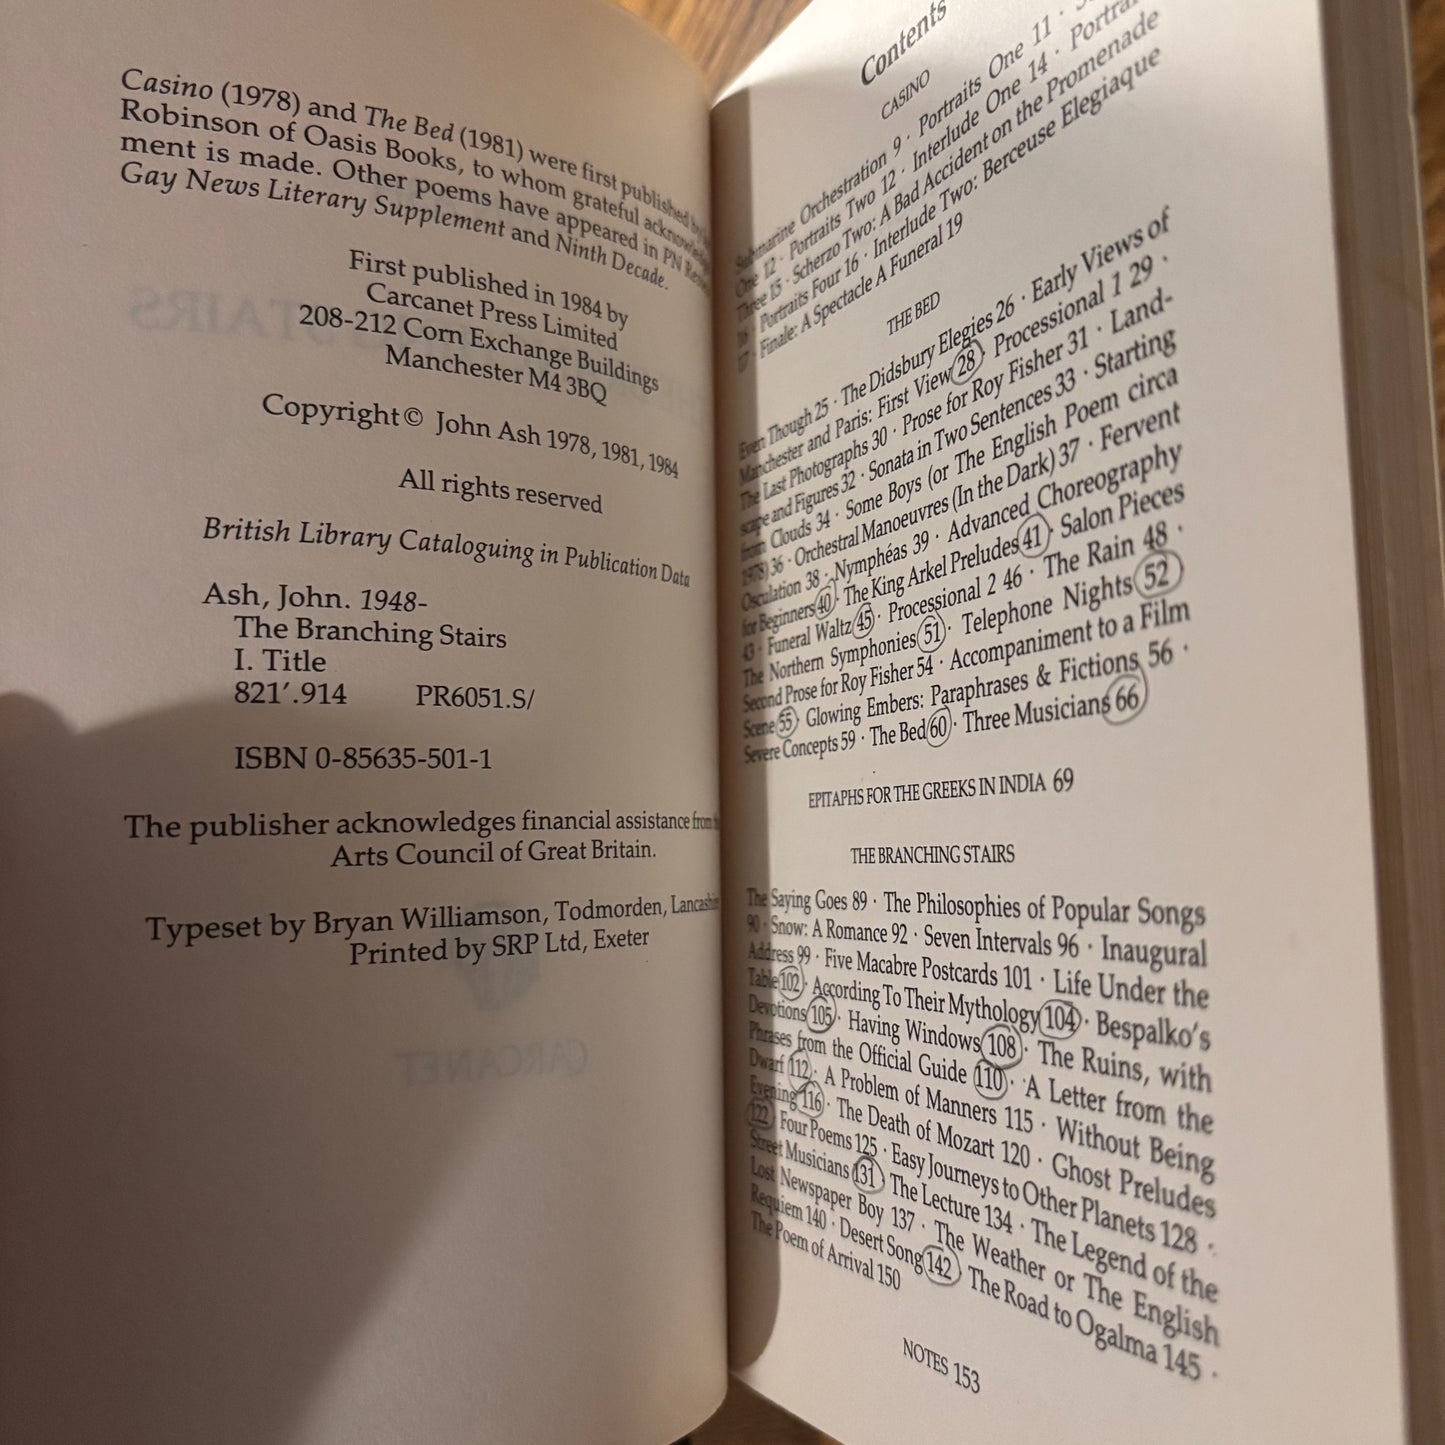 Casino (1978) and The Bed (1981) were first published by
Robinson of Oasis Books, to whom grateful acknowledg
ment is made. Other poems have appeared in PN Review
Gay News Literary Supplement and Ninth Decade.
First published in 1984 by
Carcanet Press Limited
208-212 Corn Exchange Buildings
Manchester M4 3BQ
Copyright© John Ash 1978, 1981, 1984
All rights reserved
British Library Cataloguing in Publication Data
Ash, John. 1948-
The Branching Stairs
I. Title
821'.914 PR6051.S/
ISBN 0-85635-501-1
The publisher acknowledges financial assistance from the
Arts Council of Great Britain.
Typeset by Bryan Williamson, Todmorden, Lancashire
Printed by SRP Ltd, Exeter
Contents
CASINO
Submarine Orchestration 9 · Portraits One 11 ·
One 12 · Portraits Two 12 · Interlude One 14 · Portraits
Three 15 · Scherzo Two: A Bad Accident on the Promenade
16 · Portraits Four 16 · Interlude Two: Berceuse Elegiaque
17 · Finale: A Spectacle A Funeral 19
THE BED
Even Though 25 · The Didsbury Elegies 26 · Early Views of
Manchester and Paris: First View 28 · Processional 1 29 ·
The Last Photographs 30 · Prose for Roy Fisher 31 · Land-
scape and Figures 32 · Sonata in Two Sentences 33 · Starting
from Clouds 34 · Some Boys (or The English Poem circa
1978) 36 · Orchestral Manoeuvres (In the Dark) 37 · Fervent
Osculation 38 · Nymphéas 39 · Advanced Choreography
for Beginners 40 · The King Arkel Preludes 41 · Salon Pieces
43 · Funeral Waltz 45 · Processional 2 46 · The Rain 48 ·
The Northern Symphonies 51 · Telephone Nights 52 ·
Second Prose for Roy Fisher 54 · Accompaniment to a Film
Scene 55 · Glowing Embers: Paraphrases & Fictions 56 ·
Severe Concepts 59 · The Bed 60 · Three Musicians 66
EPITAPHS FOR THE GREEKS IN INDIA 69
THE BRANCHING STAIRS
The Saying Goes 89 · The Philosophies of Popular Songs
90 · Snow: A Romance 92 · Seven Intervals 96 · Inaugural
Address 99 · Five Macabre Postcards 101 · Life Under the
Table 102 · According To Their Mythology 104 · Bespalko's
Devotions 105 · Having Windows 108 · The Ruins, with
Phrases from the Official Guide 110 · A Letter from the
Dwarf 112 · A Problem of Manners 115 · Without Being
Evening 116 · The Death of Mozart 120 · Ghost Preludes
122 · Four Poems 125 · Easy Journeys to Other Planets 128 ·
Street Musicians 131 · The Lecture 134 · The Legend of the
Lost Newspaper Boy 137 · The Weather or The English
Requiem 140 · Desert Song 142 · The Road to Ogalma 145 ·
The Poem of Arrival 150
NOTES 153